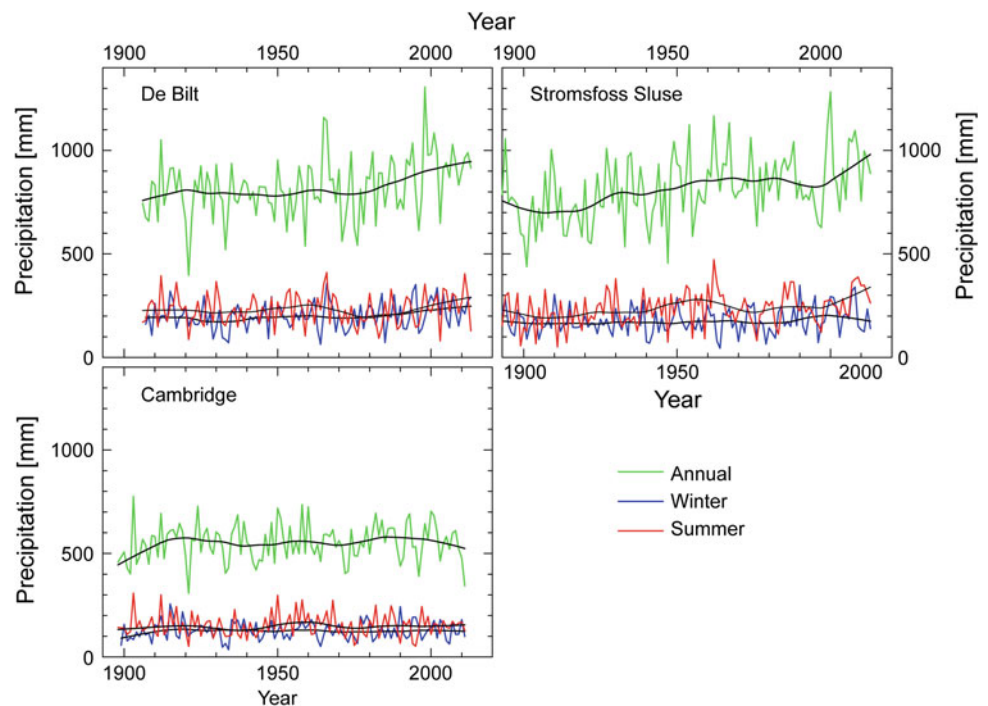 Year
1900 1950 2000
1900 1950 2000
De Bilt
Stromsfoss Sluse
Precipitation [mm]
1000
500
0
1000
500
0
Precipitation [mm]
1900 1950 2000
Year
Cambridge
Precipitation [mm]
1000
500
0
1900 1950 2000
Year
Annual
Winter
Summer